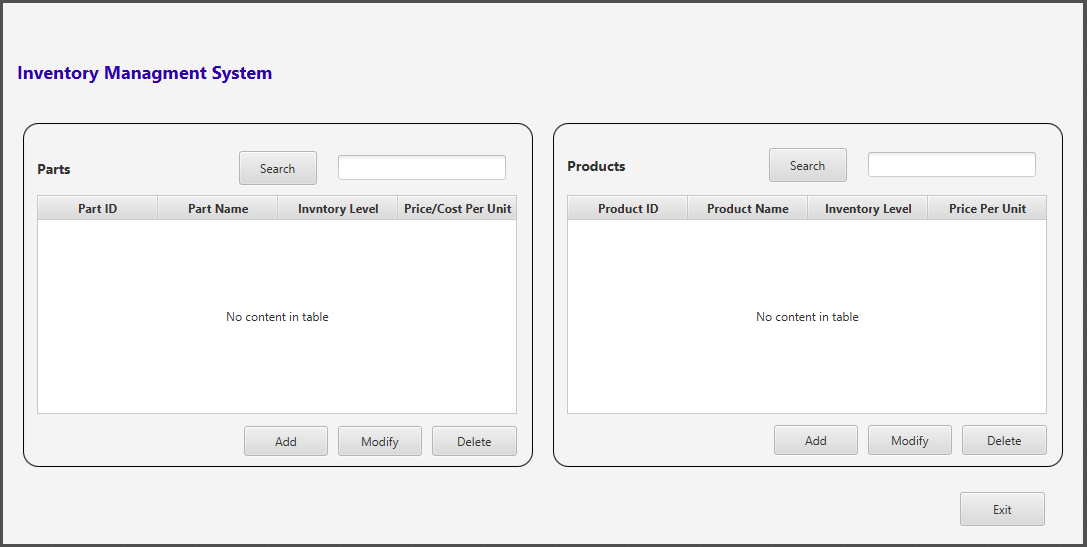 Inventory Managment System
Parts
Search
Part ID Part Name Invntory Level Price/Cost Per Unit
No content in table
Add Modify Delete
Products
Search
Product ID Product Name Inventory Level Price Per Unit
No content in table
Add Modify Delete
Exit